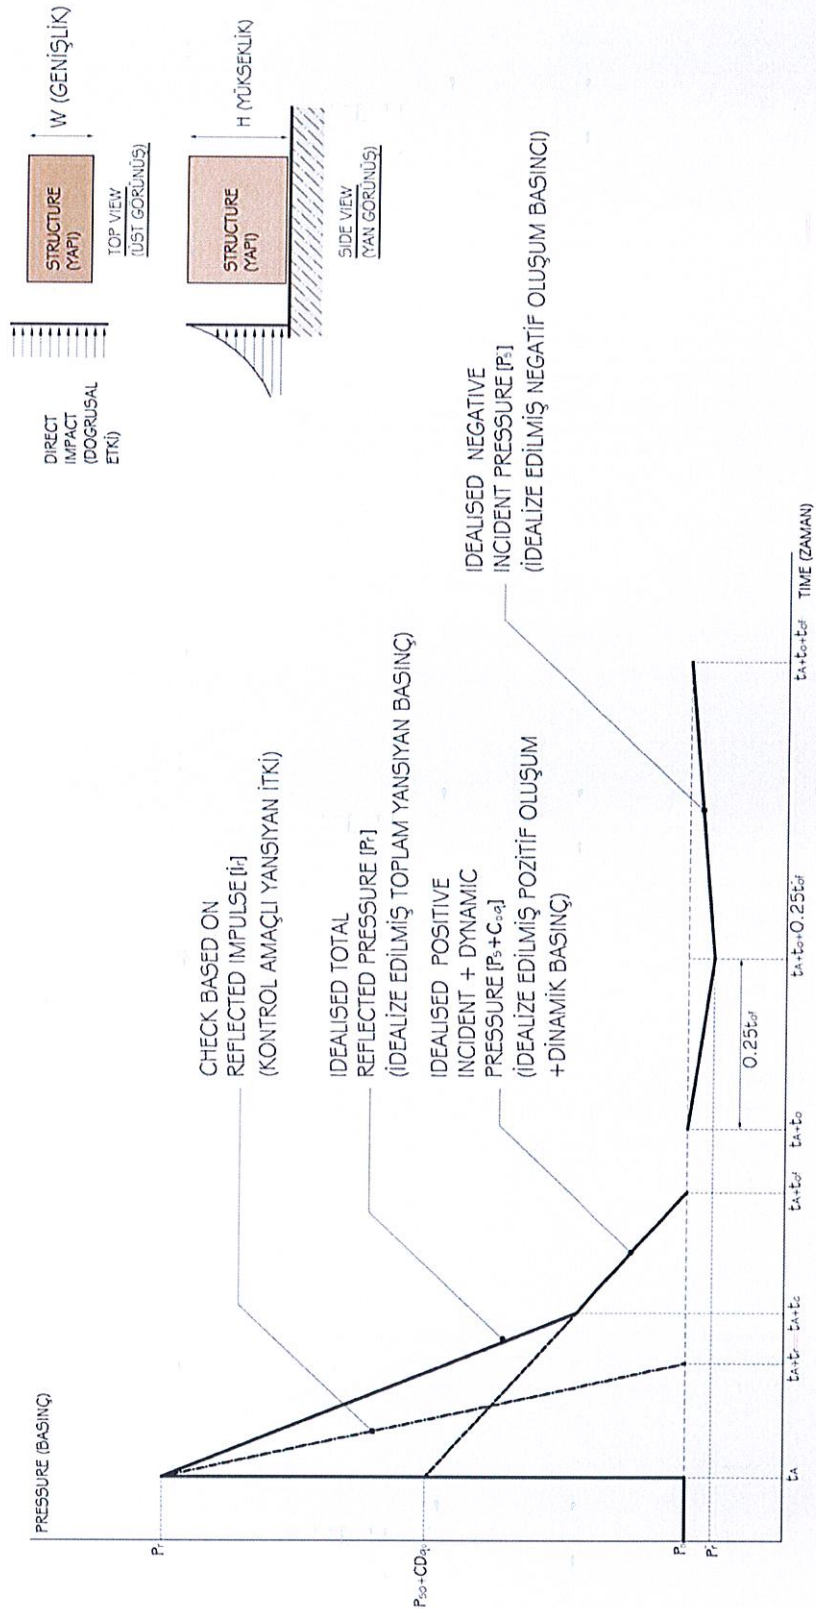 PRESSURE (BASINÇ)
Pr
Pso+CDqo
Po
CHECK BASED ON
REFLECTED IMPULSE [ir]
(KONTROL AMAÇLI YANSIYAN İTKİ)
IDEALISED TOTAL
REFLECTED PRESSURE [Pr]
(İDEALİZE EDİLMİŞ TOPLAM YANSIYAN BASINÇ)
IDEALISED POSITIVE
INCIDENT + DYNAMIC
PRESSURE [Ps+CDq]
(İDEALİZE EDİLMİŞ POZİTİF OLUŞUM
+DİNAMİK BASINÇ)
IDEALISED NEGATIVE
INCIDENT PRESSURE [Ps]
(İDEALİZE EDİLMİŞ NEGATİF OLUŞUM BASINCI)
0.25tof
tA
tA+tr
tA+tc
tA+tof
tA+to
tA+to+0.25tof
tA+to+tof
TIME (ZAMAN)
DIRECT
IMPACT
(DOGRUSAL
ETKİ)
STRUCTURE
(YAPI)
W (GENİŞLİK)
TOP VIEW
(ÜST GÖRÜNÜŞ)
STRUCTURE
(YAPI)
H (YÜKSEKLİK)
SIDE VIEW
(YAN GÖRÜNÜŞ)